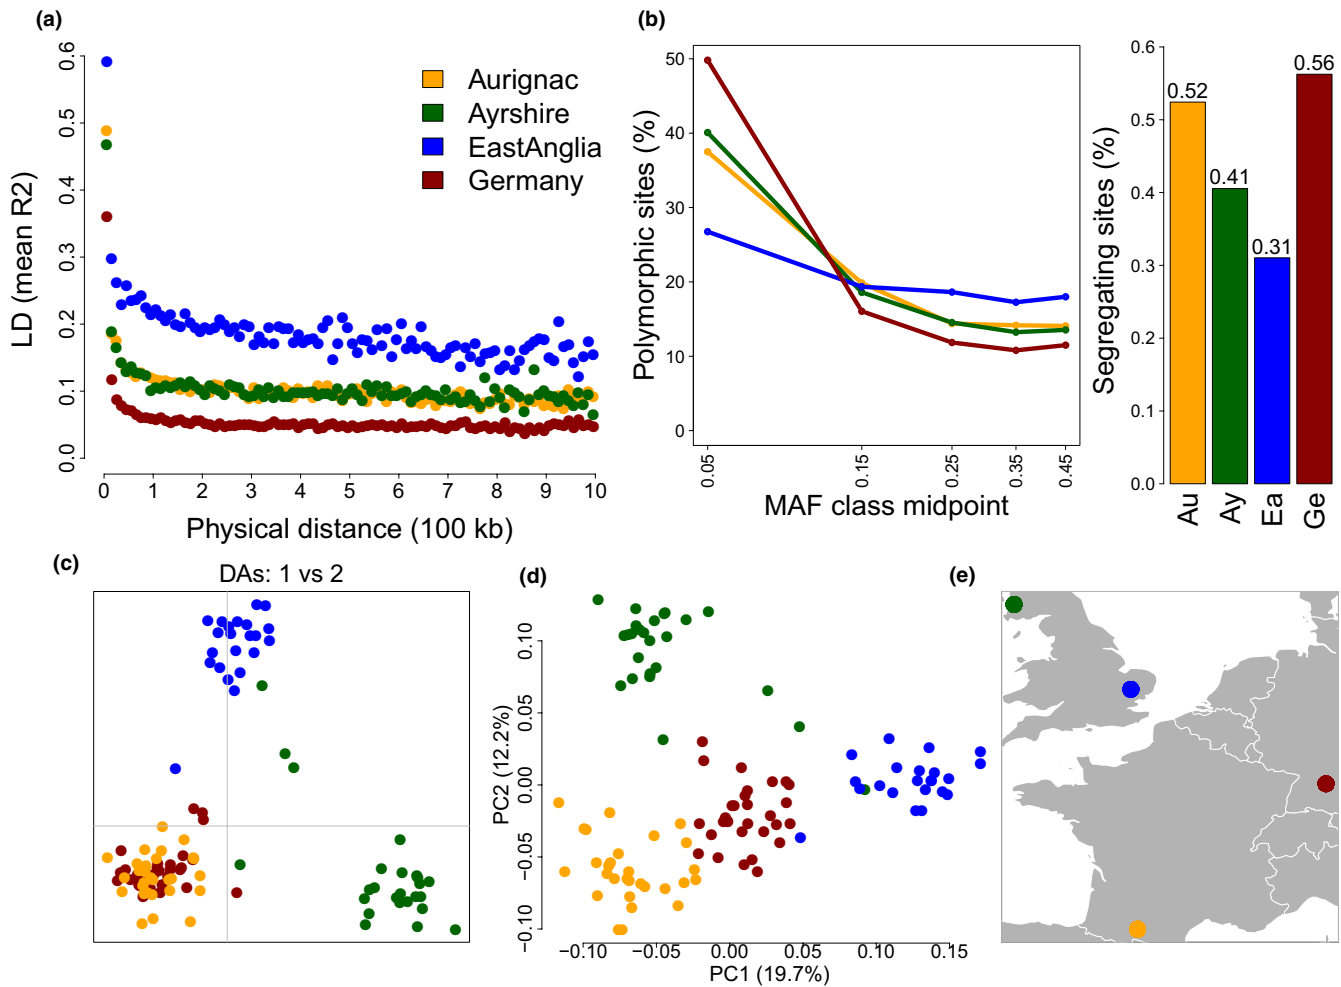 (a)
LD (mean R2)
0.6
0.5
0.4
0.3
0.2
0.1
0.0
Aurignac
Ayrshire
EastAnglia
Germany
0 1 2 3 4 5 6 7 8 9 10
Physical distance (100 kb)
(b)
Polymorphic sites (%)
50
40
30
20
10
0
0.05 0.15 0.25 0.35 0.45
MAF class midpoint
Segregating sites (%)
0.6
0.5
0.4
0.3
0.2
0.1
0.0
0.52
0.41
0.31
0.56
Au Ay Ea Ge
(c)
DAs: 1 vs 2
(d)
PC2 (12.2%)
0.10
0.05
0.00
−0.05
−0.10
−0.10 −0.05 0.00 0.05 0.10 0.15
PC1 (19.7%)
(e)